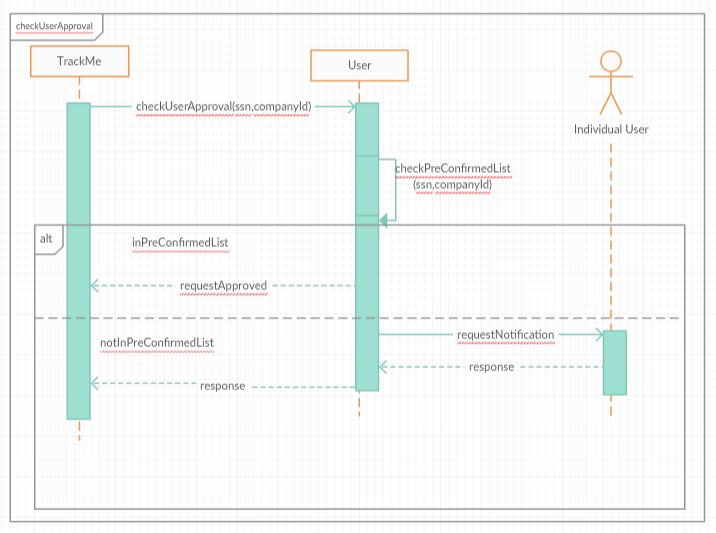 checkUserApproval
TrackMe
User
Individual User
checkUserApproval(ssn,companyId)
checkPreConfirmedList
(ssn,companyId)
alt
inPreConfirmedList
requestApproved
notInPreConfirmedList
requestNotification
response
response